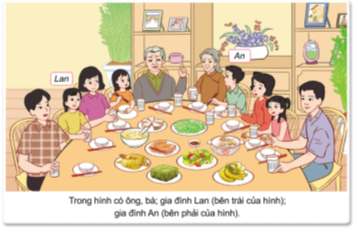 Lan
An
Trong hình có ông, bà; gia đình Lan (bên trái của hình);
gia đình An (bên phải của hình).